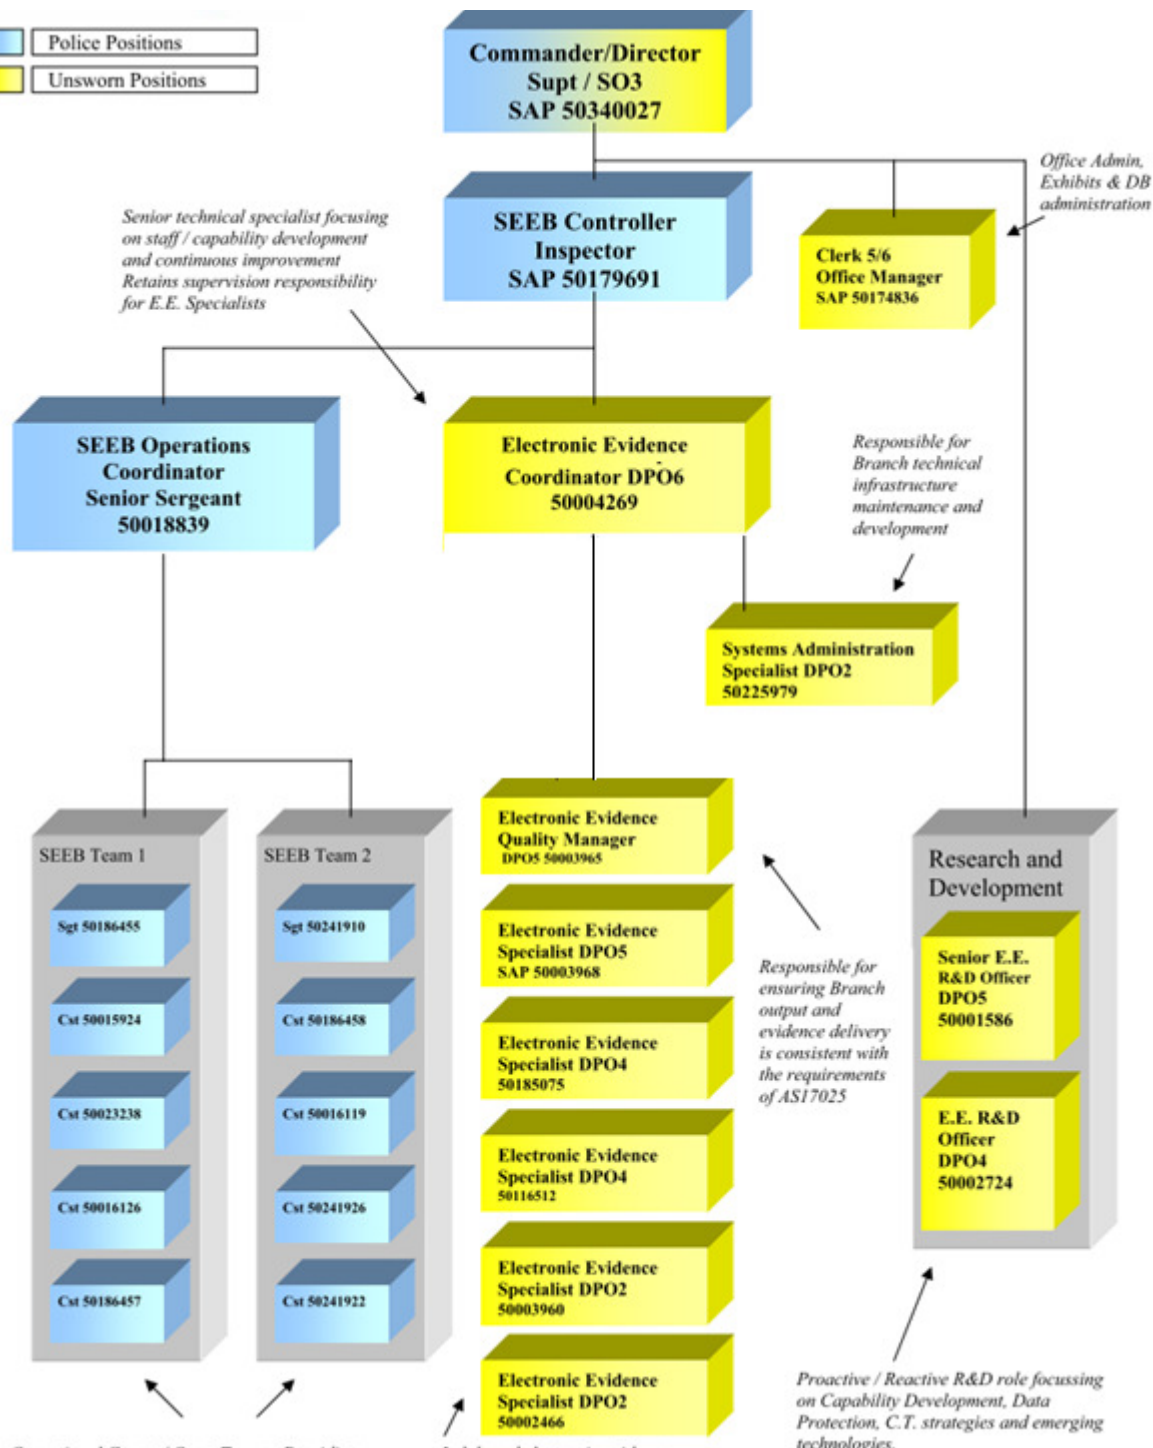 Police Positions
Unsworn Positions
Commander/Director
Supt / SO3
SAP 50340027
Office Admin,
Exhibits & DB
administration
Senior technical specialist focusing
on staff / capability development
and continuous improvement
Retains supervision responsibility
for E.E. Specialists
SEEB Controller
Inspector
SAP 50179691
Clerk 5/6
Office Manager
SAP 50174836
SEEB Operations
Coordinator
Senior Sergeant
50018839
Electronic Evidence
Coordinator DPO6
50004269
Responsible for
Branch technical
infrastructure
maintenance and
development
Systems Administration
Specialist DPO2
50225979
SEEB Team 1
Sgt 50186455
Cst 50015924
Cst 50023238
Cst 50016126
Cst 50186457
SEEB Team 2
Sgt 50241910
Cst 50186458
Cst 50016119
Cst 50241926
Cst 50241922
Electronic Evidence
Quality Manager
DPO5 50003965
Electronic Evidence
Specialist DPO5
SAP 50003968
Electronic Evidence
Specialist DPO4
50185075
Electronic Evidence
Specialist DPO4
50116512
Electronic Evidence
Specialist DPO2
50003960
Electronic Evidence
Specialist DPO2
50002466
Responsible for
ensuring Branch
output and
evidence delivery
is consistent with
the requirements
of AS17025
Research and
Development
Senior E.E.
R&D Officer
DPO5
50001586
E.E. R&D
Officer
DPO4
50002724
Proactive / Reactive R&D role focussing
on Capability Development, Data
Protection, C.T. strategies and emerging
technologies.